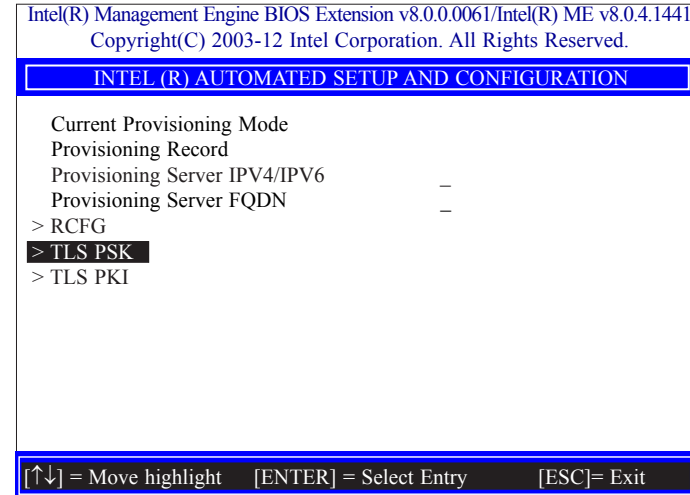 Intel(R) Management Engine BIOS Extension v8.0.0.0061/Intel(R) ME v8.0.4.1441
Copyright(C) 2003-12 Intel Corporation. All Rights Reserved.
INTEL (R) AUTOMATED SETUP AND CONFIGURATION
Current Provisioning Mode
Provisioning Record
Provisioning Server IPV4/IPV6 _
Provisioning Server FQDN _
> RCFG
> TLS PSK
> TLS PKI
[↑↓] = Move highlight [ENTER] = Select Entry [ESC]= Exit